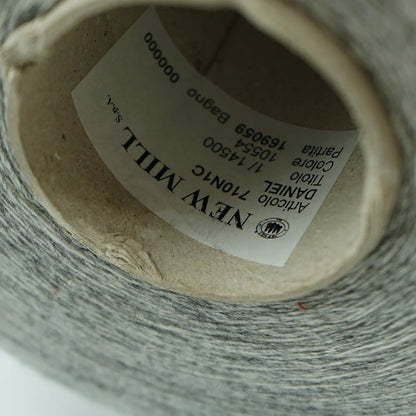 NEW MILL S.p.A.
Articolo 710N1C
DANIEL
Titolo 1/14500
Colore 10554
Partita 169059 Bagno 000000